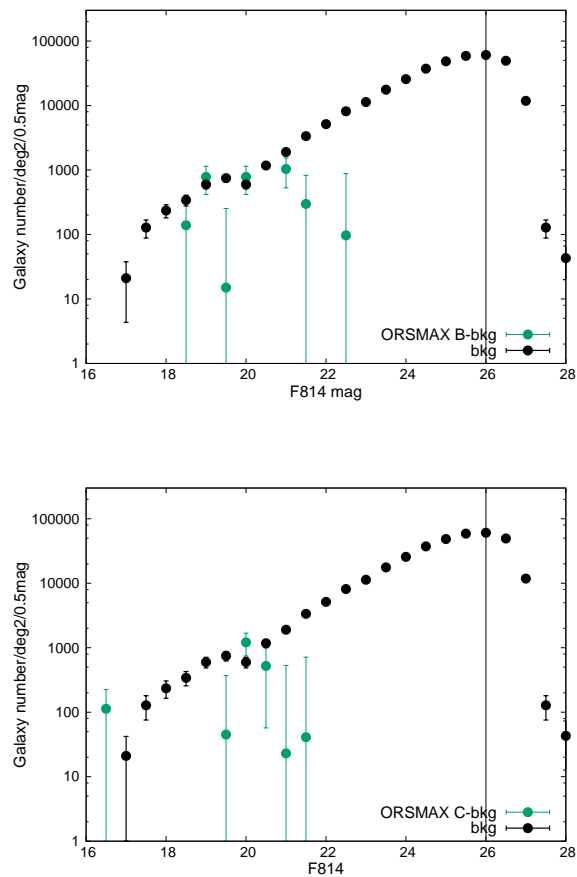 Galaxy number/deg2/0.5mag
100000
10000
1000
100
10
1
ORSMAX B-bkg
bkg
16 18 20 22 24 26 28
F814 mag
Galaxy number/deg2/0.5mag
100000
10000
1000
100
10
1
ORSMAX C-bkg
bkg
16 18 20 22 24 26 28
F814